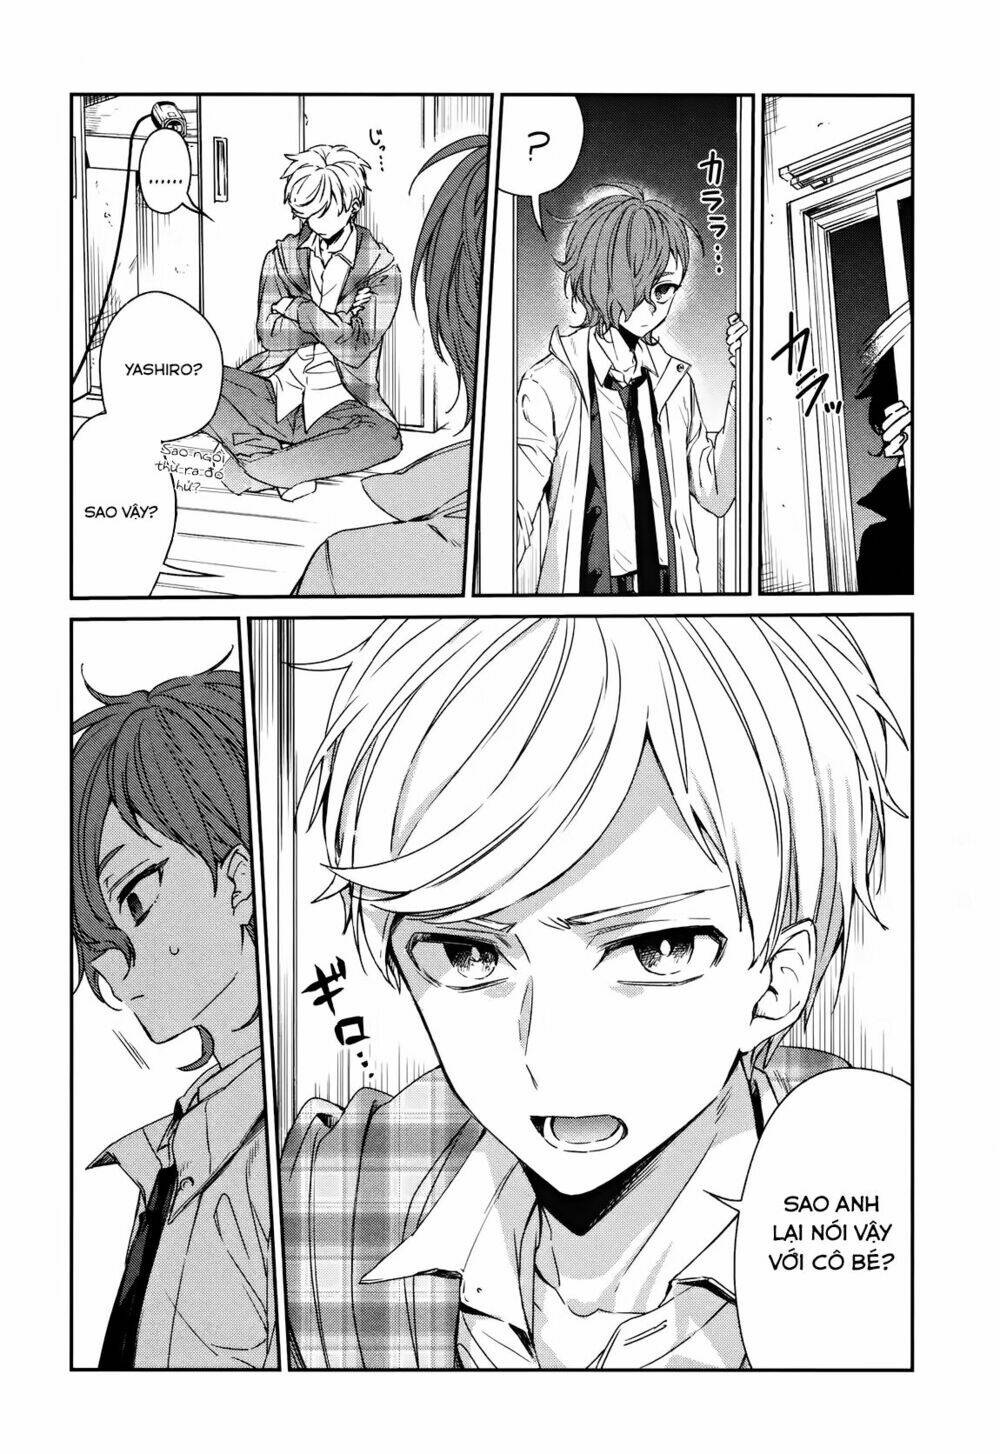 カラッ
カララ…
?
じっ…
……
YASHIRO?
Sao ngồi
thừ ra đó
hử?
SAO VẬY?
ギロ…
SAO ANH
LẠI NÓI VẬY
VỚI CÔ BÉ?